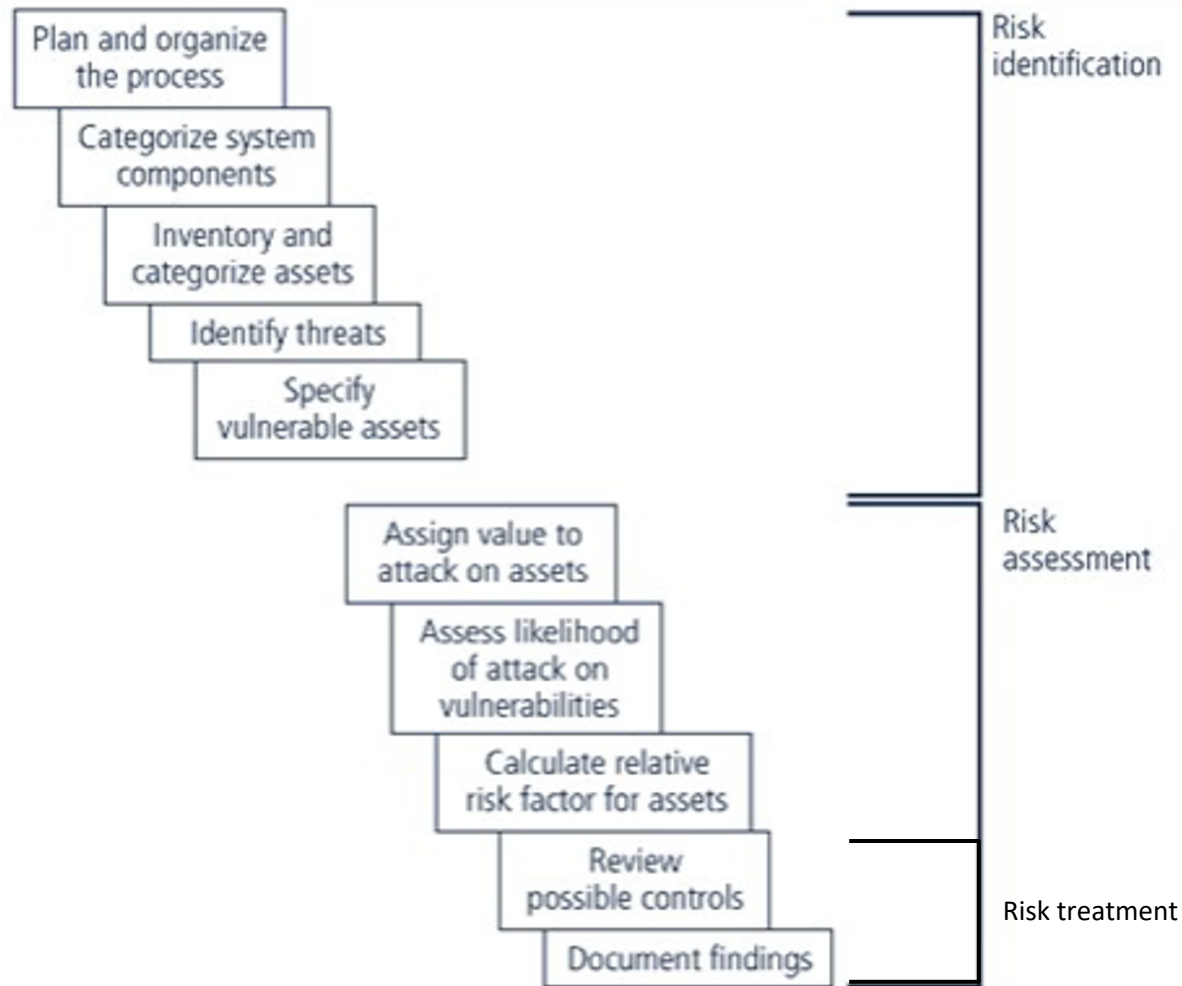 Plan and organize
the process
Categorize system
components
Inventory and
categorize assets
Identify threats
Specify
vulnerable assets
Risk
identification
Assign value to
attack on assets
Assess likelihood
of attack on
vulnerabilities
Calculate relative
risk factor for assets
Review
possible controls
Document findings
Risk
assessment
Risk treatment